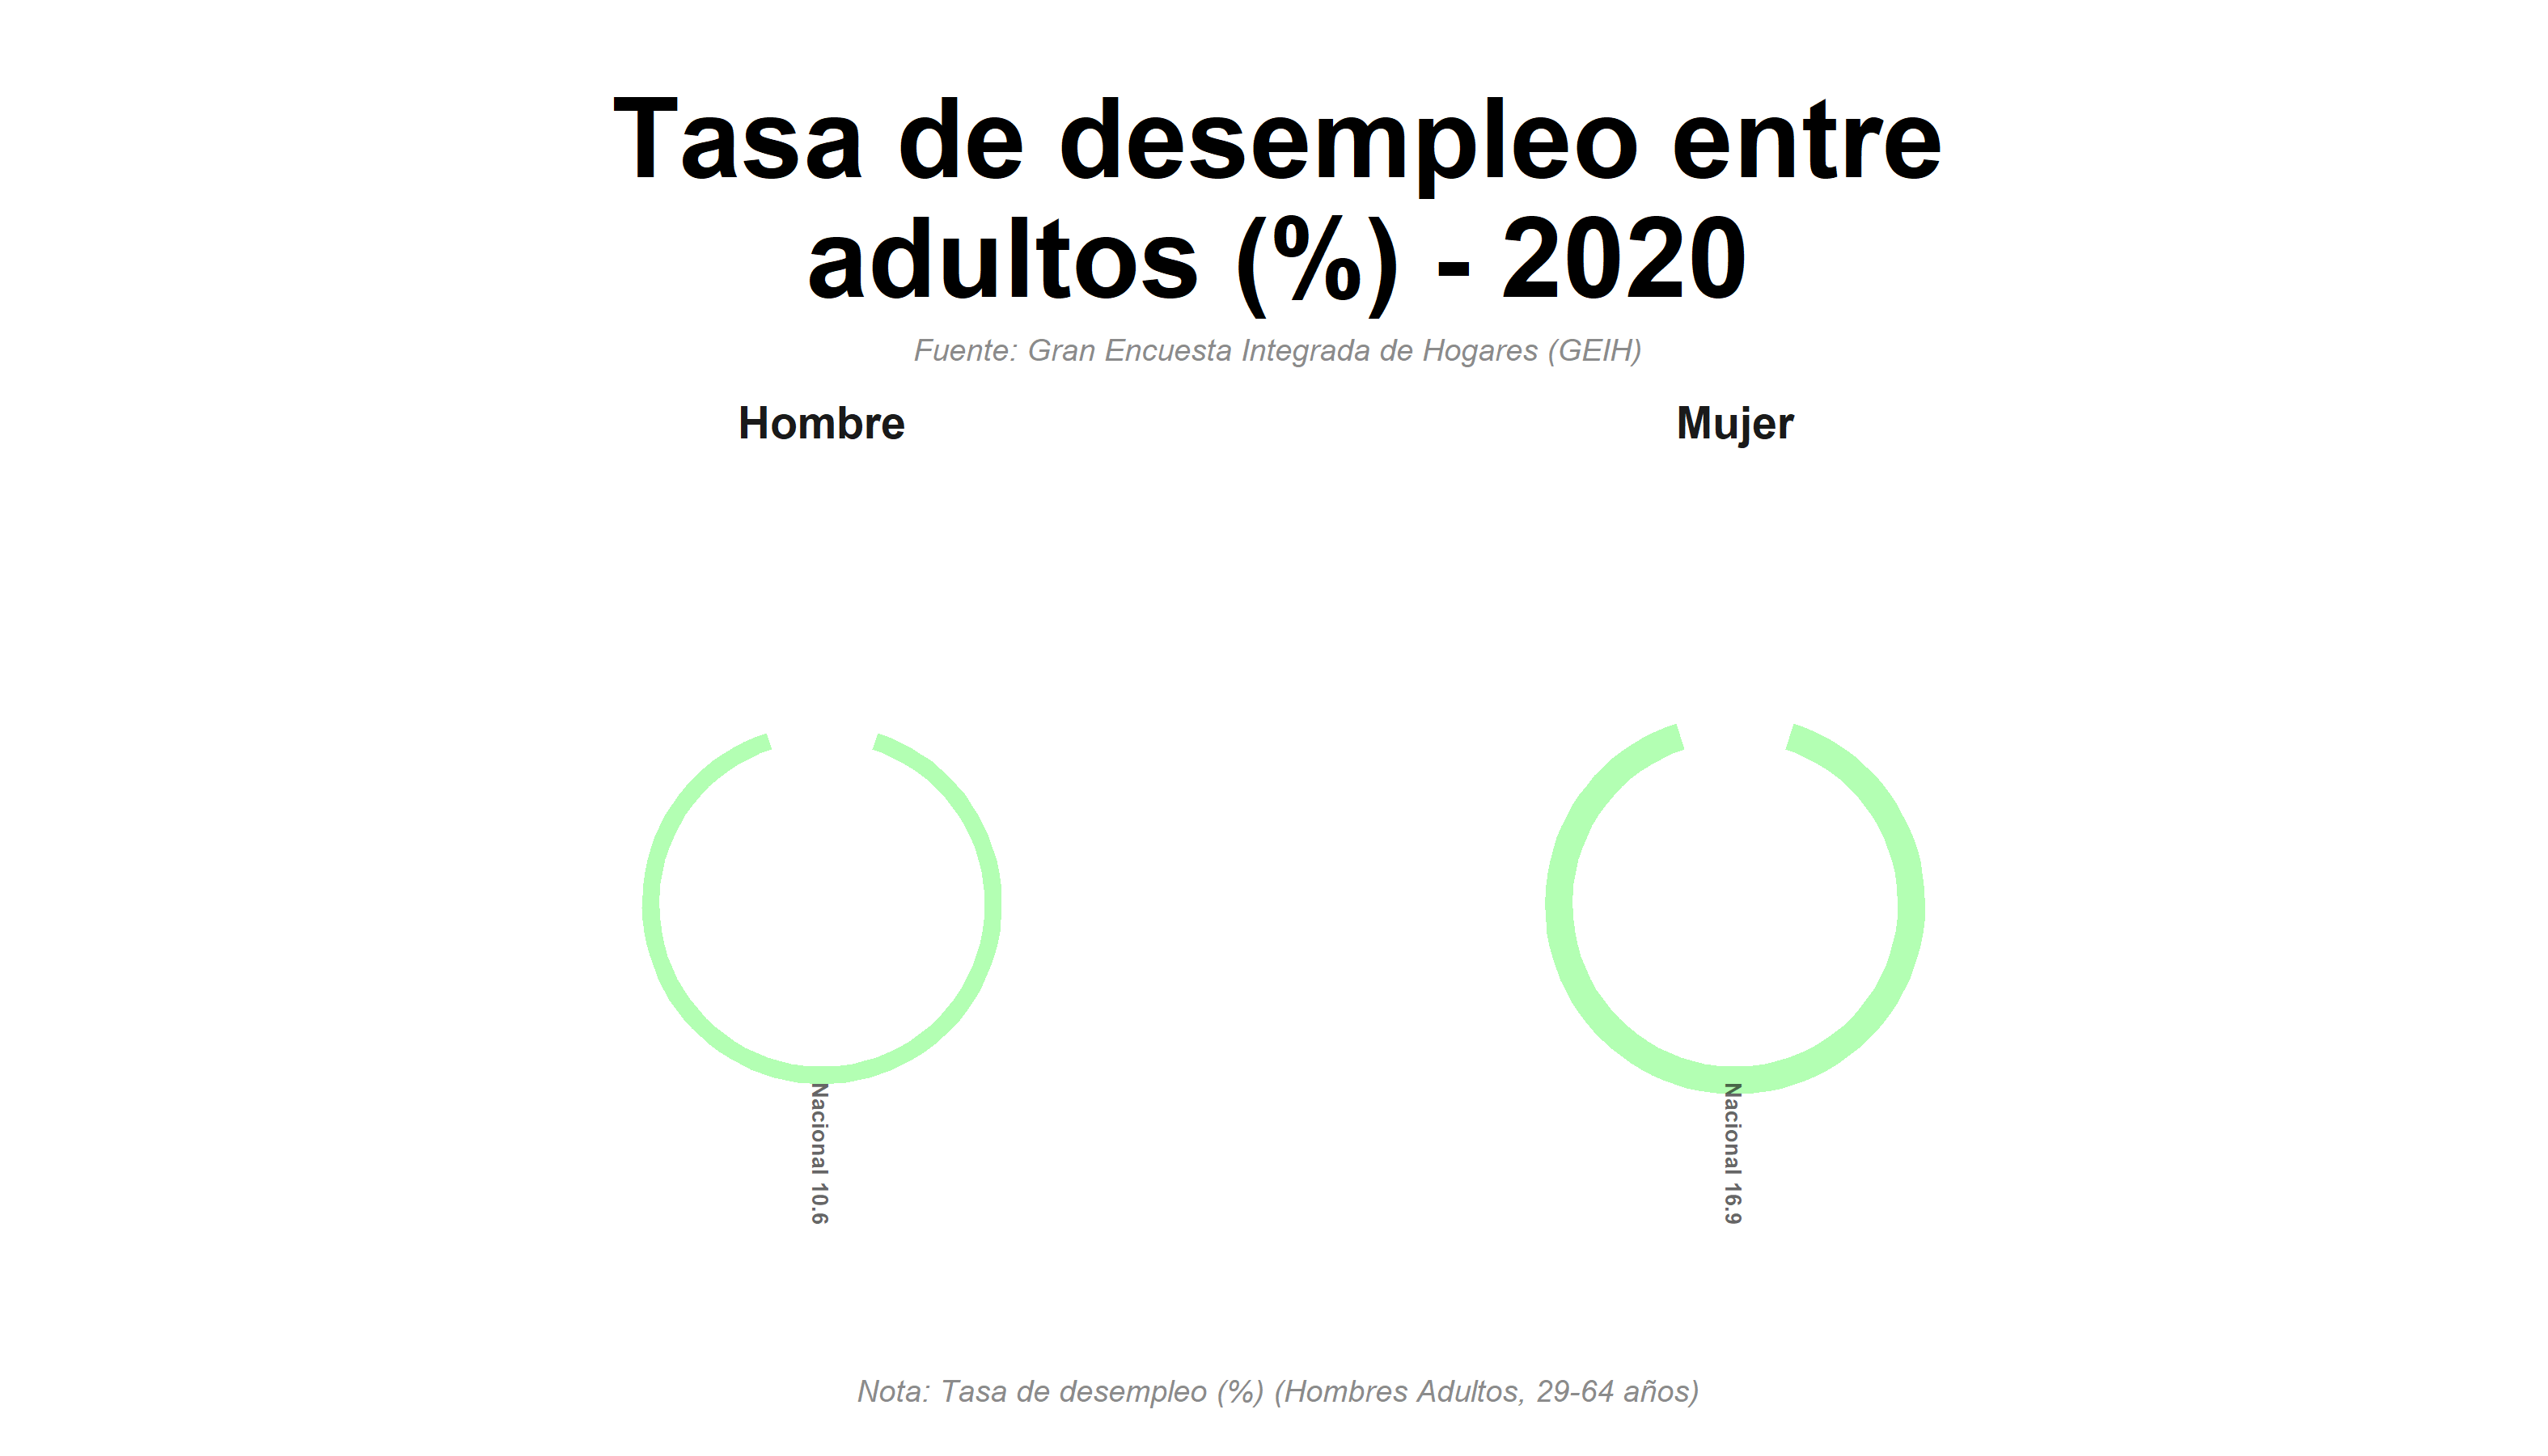 Tasa de desempleo entre
adultos (%) - 2020
Fuente: Gran Encuesta Integrada de Hogares (GEIH)
Hombre
Mujer
Nacional 10.6
Nacional 16.9
Nota: Tasa de desempleo (%) (Hombres Adultos, 29-64 años)